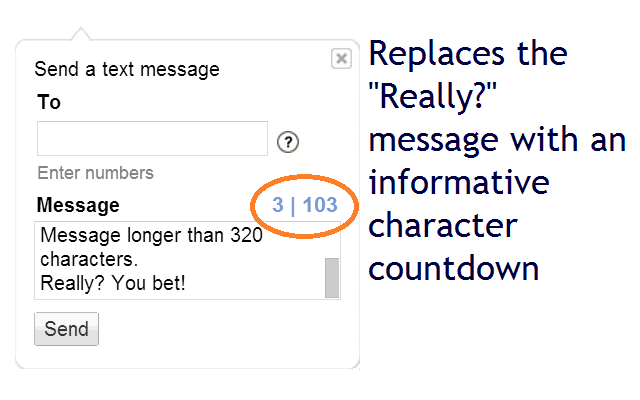 Send a text message
To
?
Enter numbers
Message
3 | 103
Message longer than 320
characters.
Really? You bet!
Send
Replaces the
"Really?"
message with an
informative
character
countdown